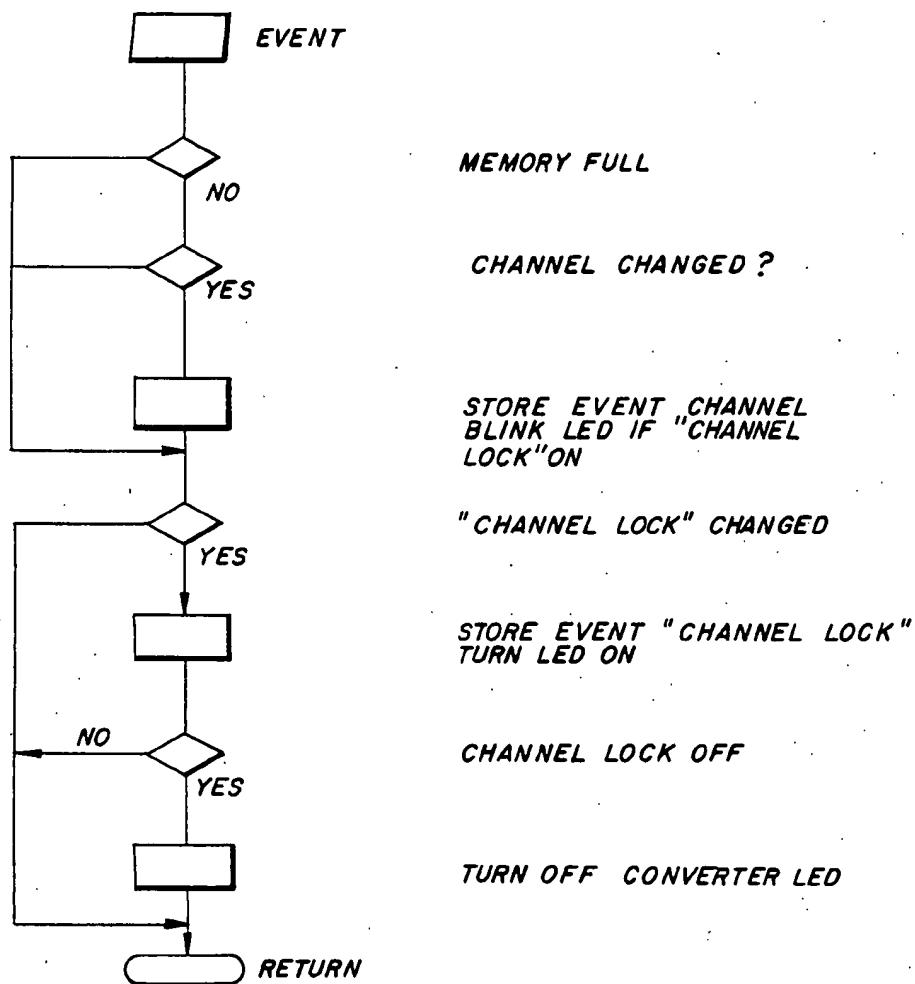 EVENT
MEMORY FULL
NO
CHANNEL CHANGED?
YES
STORE EVENT CHANNEL
BLINK LED IF "CHANNEL
LOCK" ON
"CHANNEL LOCK" CHANGED
YES
STORE EVENT "CHANNEL LOCK"
TURN LED ON
NO
CHANNEL LOCK OFF
YES
TURN OFF CONVERTER LED
RETURN